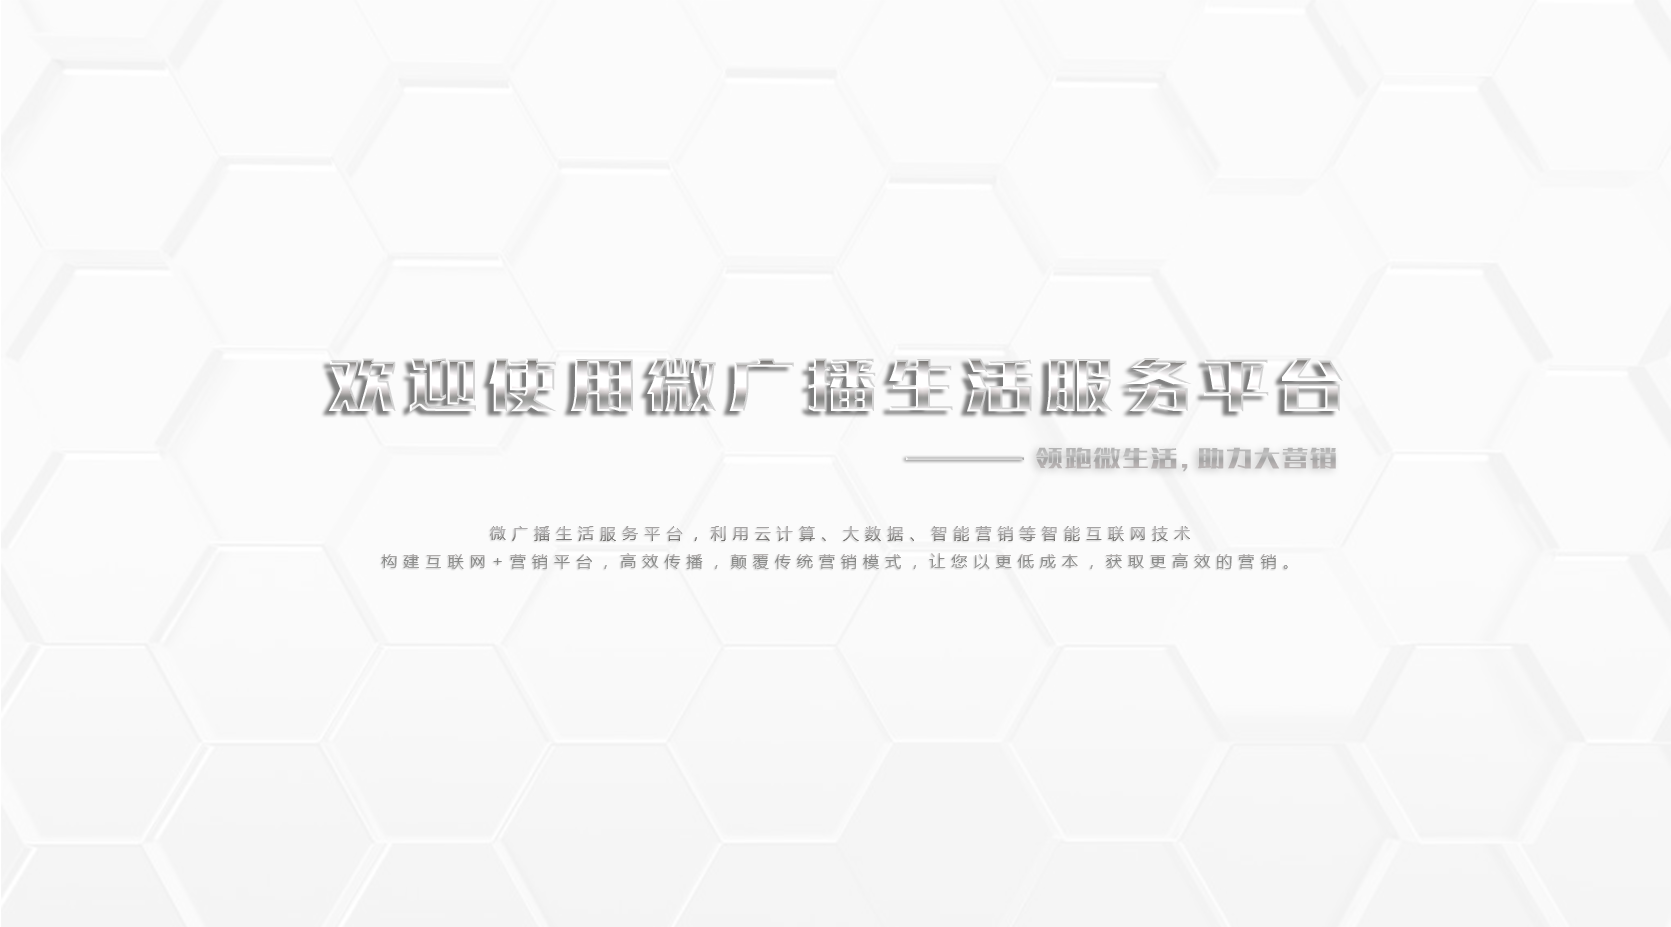 欢迎使用微广播生活服务平台
——— 领跑微生活，助力大营销
微广播生活服务平台，利用云计算、大数据、智能营销等智能互联网技术
构建互联网+营销平台，高效传播，颠覆传统营销模式，让您以更低成本，获取更高效的营销。